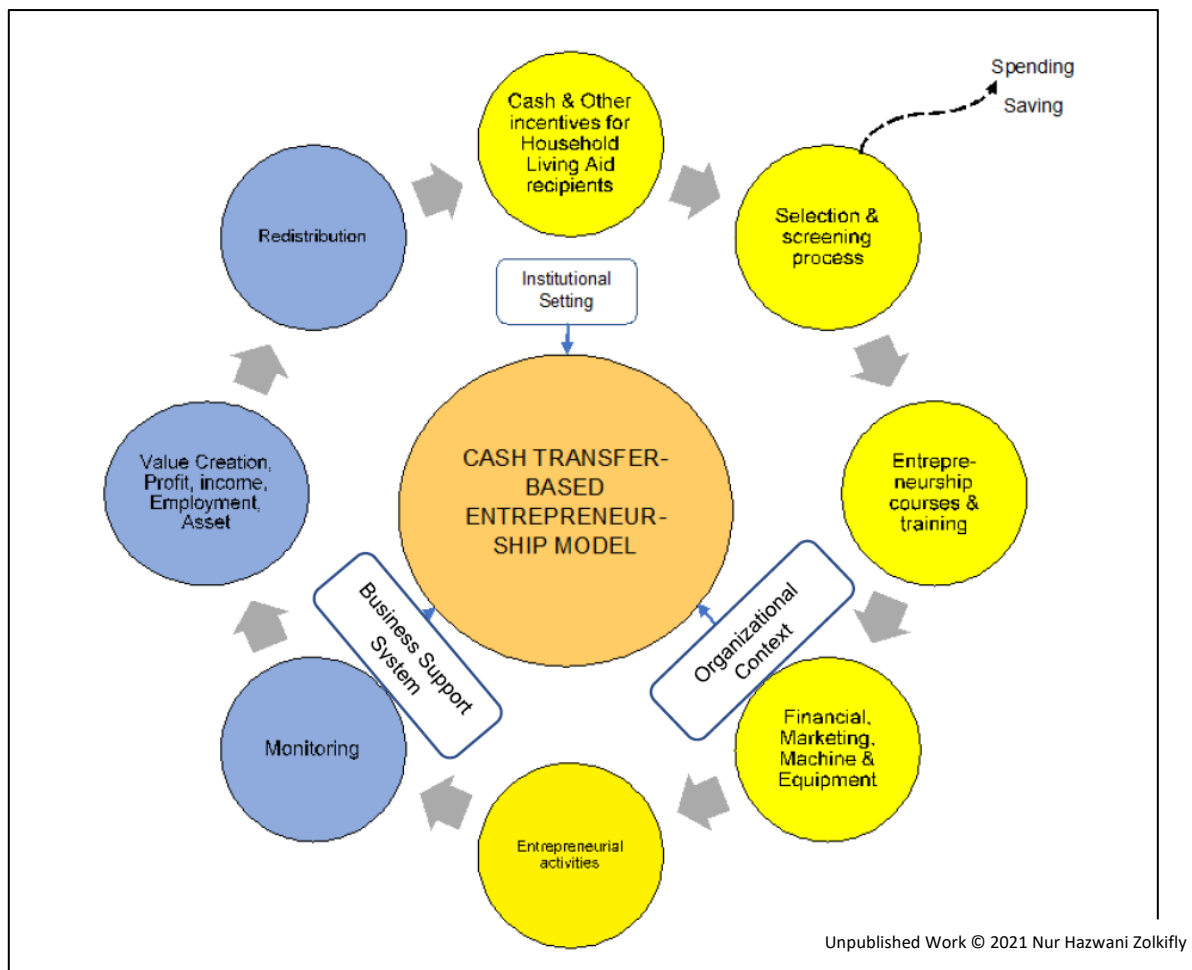 Spending
Saving
Cash & Other
incentives for
Household
Living Aid
recipients
Selection &
screening
process
Redistribution
Institutional
Setting
CASH TRANSFER-
BASED
ENTREPRENEUR-
SHIP MODEL
Entrepre-
neurship
courses &
training
Value Creation,
Profit, income,
Employment,
Asset
Business Support
System
Organizational
Context
Financial,
Marketing,
Machine &
Equipment
Monitoring
Entrepreneurial
activities
Unpublished Work © 2021 Nur Hazwani Zolkifly